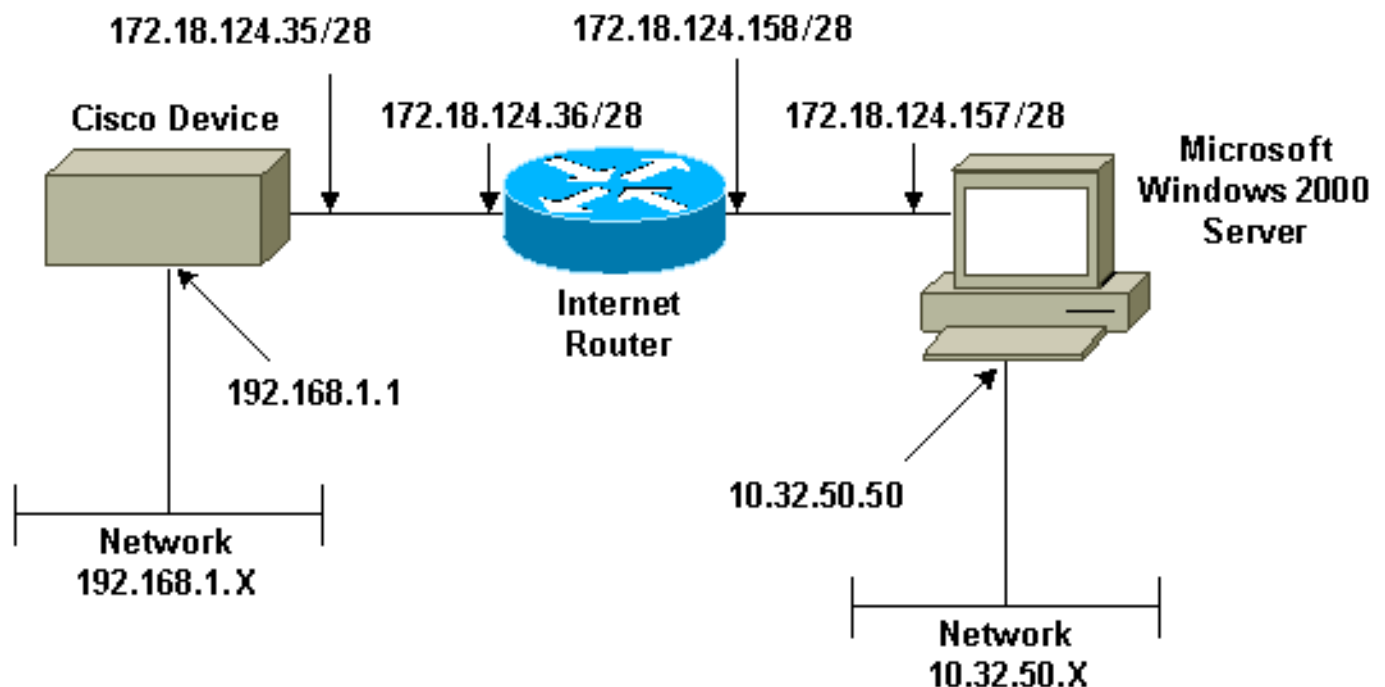 172.18.124.35/28
172.18.124.158/28
Cisco Device
172.18.124.36/28
172.18.124.157/28
Microsoft
Windows 2000
Server
Internet
Router
192.168.1.1
10.32.50.50
Network
192.168.1.X
Network
10.32.50.X